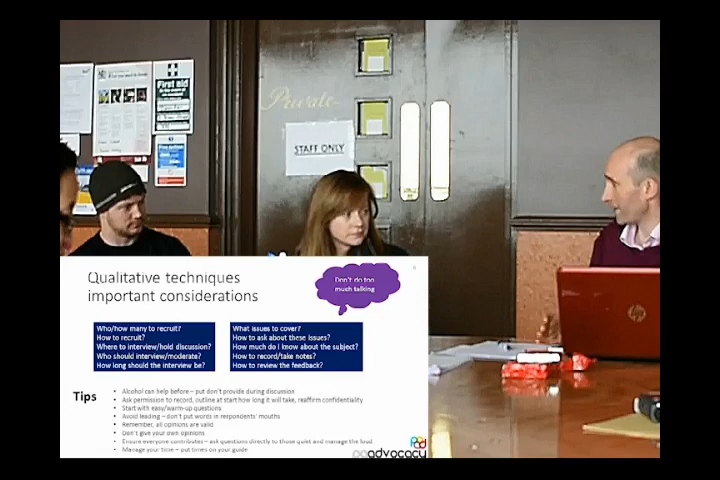 First aid
Private
STAFF ONLY
Qualitative techniques
important considerations
Don't do too
much talking
Who/how many to recruit?
How to recruit?
Where to interview/hold discussion?
Who should interview/moderate?
How long should the interview be?
What issues to cover?
How to ask about these issues?
How much do I know about the subject?
How to record/take notes?
How to review the feedback?
Tips
• Alcohol can help before – put don't provide during discussion
• Ask permission to record, outline at start how long it will take, reaffirm confidentiality
• Start with easy/warm-up questions
• Avoid leading – don't put words in respondents' mouths
• Remember, all opinions are valid
• Don't give your own opinions
• Ensure everyone contributes – ask questions directly to those quiet and manage the loud
• Manage your time – put times on your guide
advocacy
hp